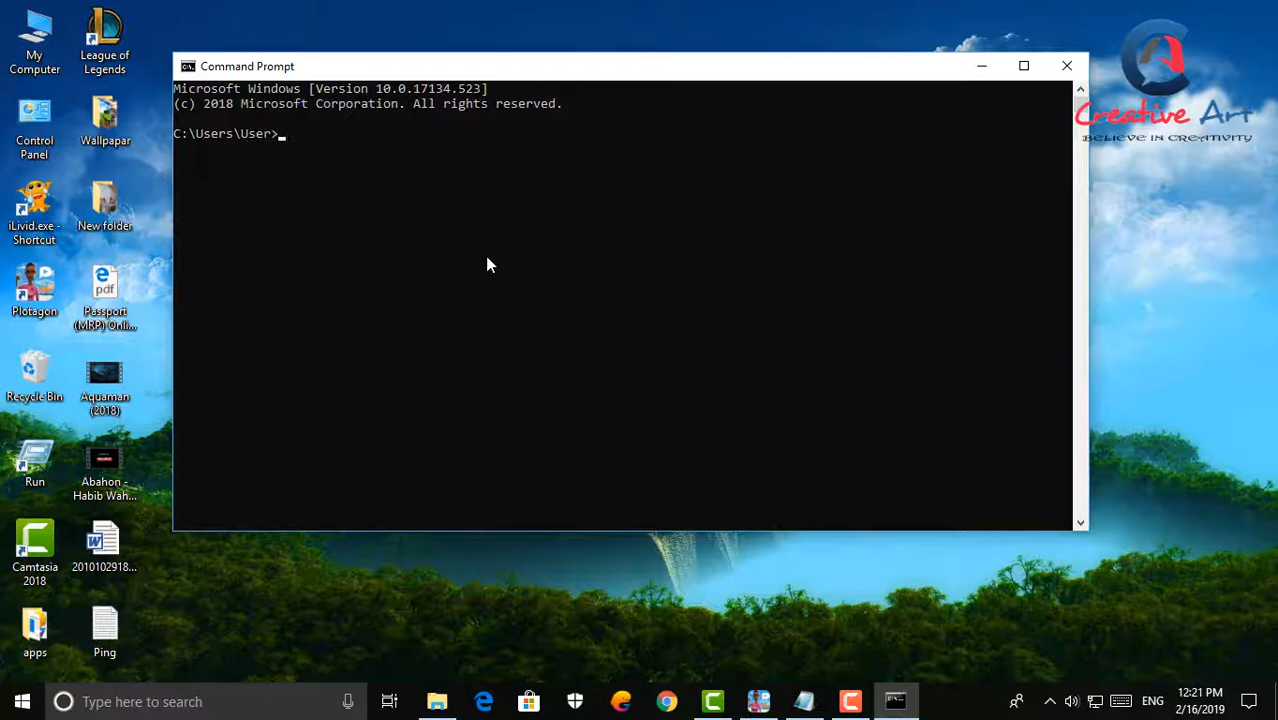 My
Computer
League of
Legends
Control
Panel
Wallpapar
iLivid.exe -
Shortcut
New folder
Plotagon
pdf
Passport
(MRP) Onli...
Recycle Bin
Aquaman
(2018)
Run
Abahon -
Habib Wah...
Camtasia
2018
2010102918...
apps
Ping
Command Prompt
Microsoft Windows [Version 10.0.17134.523]
(c) 2018 Microsoft Corporation. All rights reserved.
C:\Users\User>
Creative Art
BELIEVE IN CREATIVITY
Type here to search
ENG
12:21 PM
2/16/2019